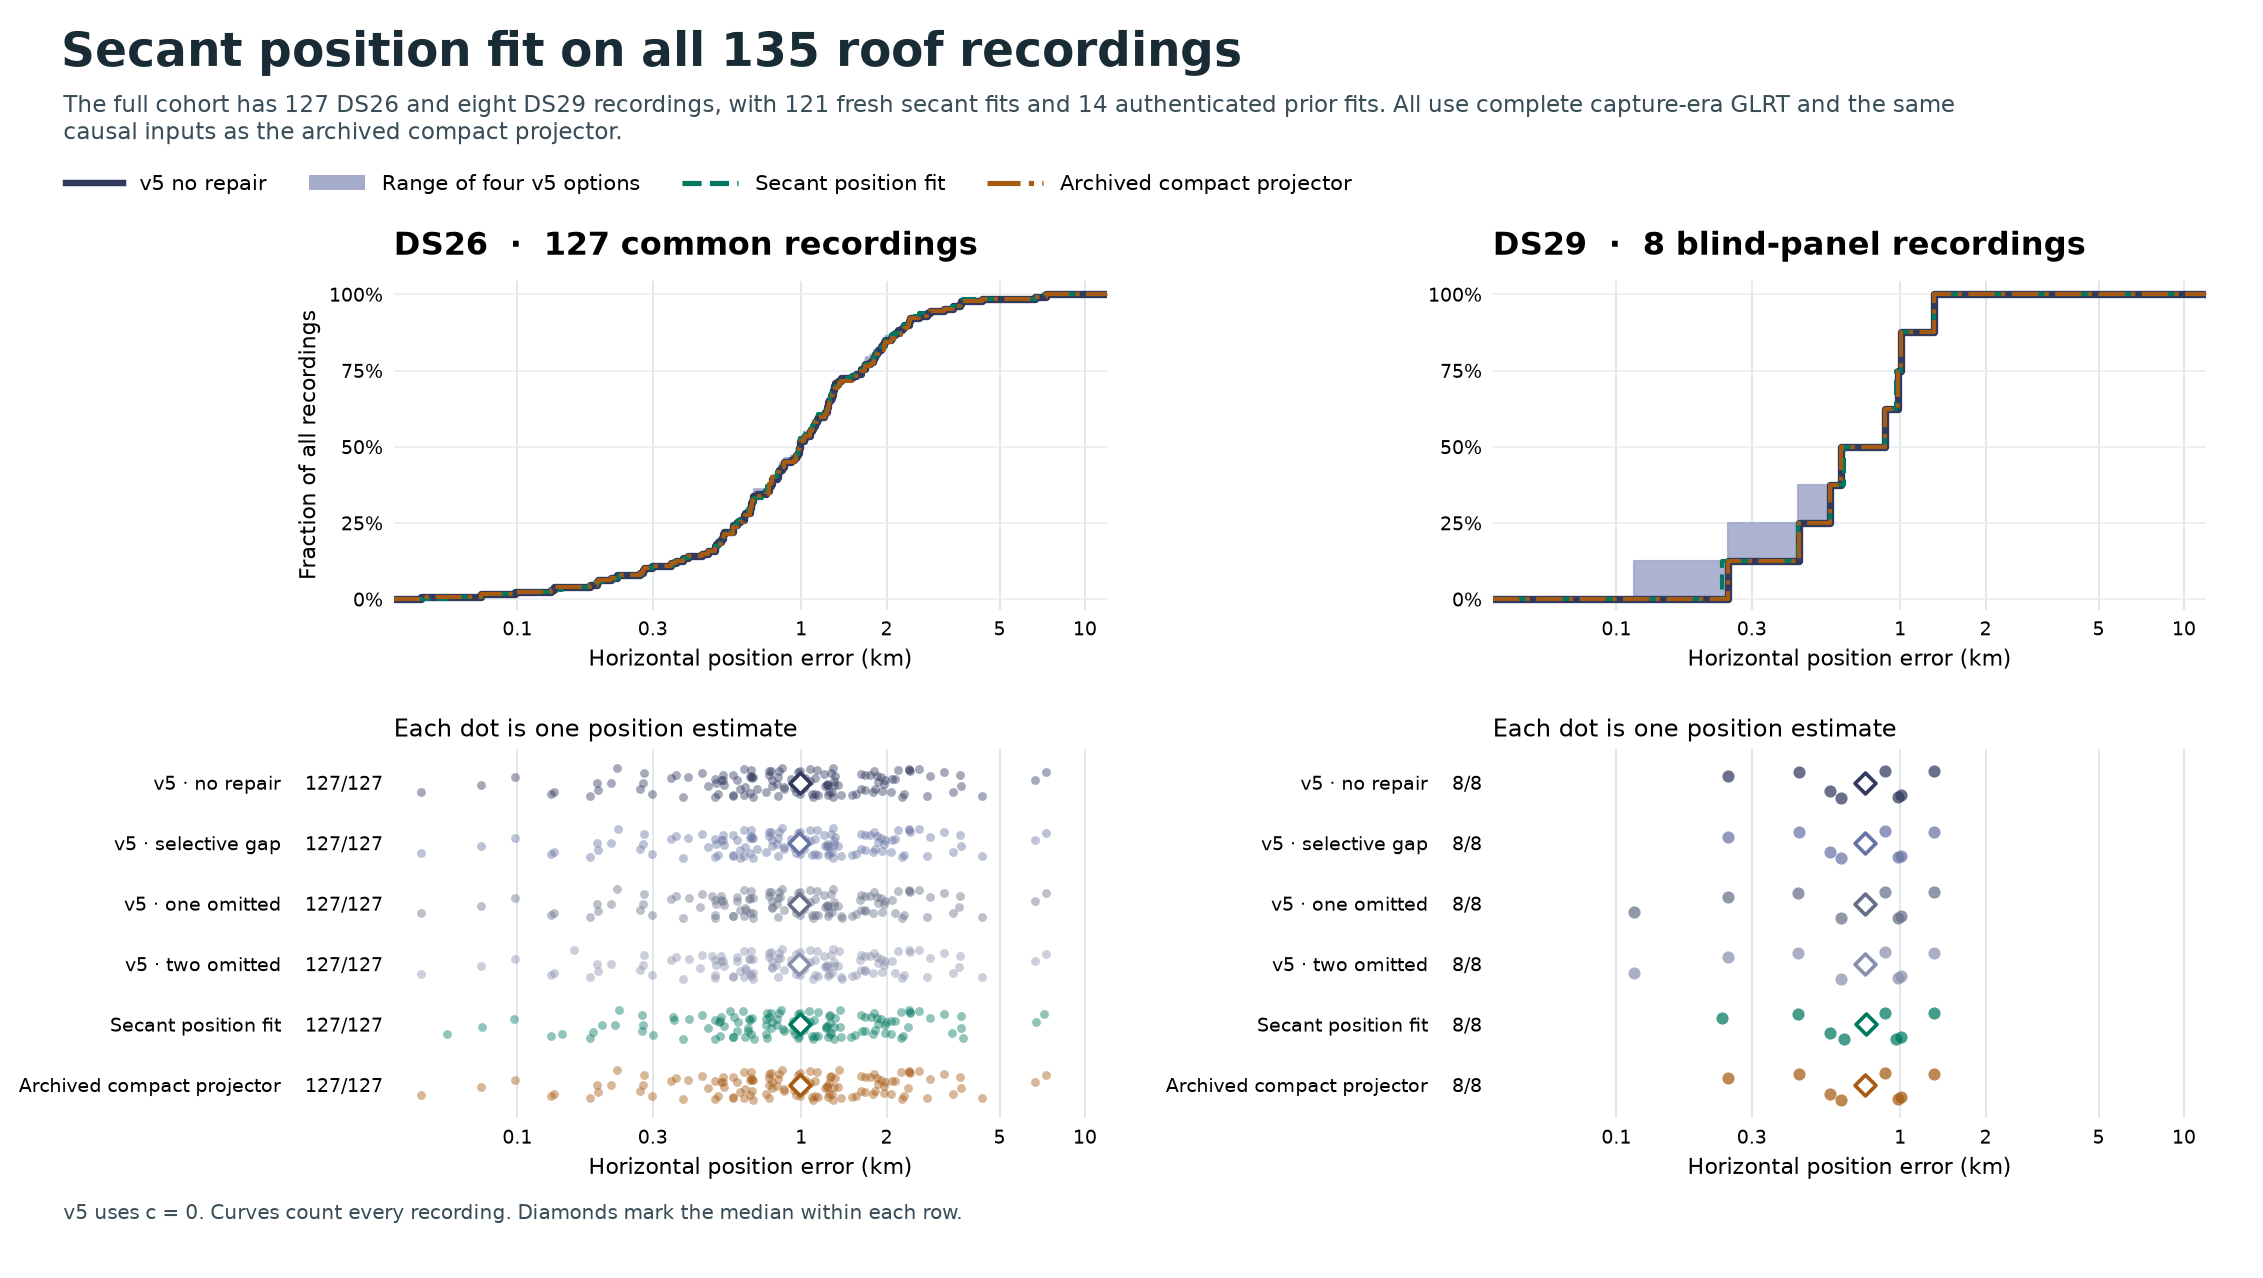 Secant position fit on all 135 roof recordings
The full cohort has 127 DS26 and eight DS29 recordings, with 121 fresh secant fits and 14 authenticated prior fits. All use complete capture-era GLRT and the same
causal inputs as the archived compact projector.
v5 no repair
Range of four v5 options
Secant position fit
Archived compact projector
DS26 · 127 common recordings
Fraction of all recordings
100%
75%
50%
25%
0%
0.1 0.3 1 2 5 10
Horizontal position error (km)
DS29 · 8 blind-panel recordings
100%
75%
50%
25%
0%
0.1 0.3 1 2 5 10
Horizontal position error (km)
Each dot is one position estimate
v5 · no repair 127/127
v5 · selective gap 127/127
v5 · one omitted 127/127
v5 · two omitted 127/127
Secant position fit 127/127
Archived compact projector 127/127
0.1 0.3 1 2 5 10
Horizontal position error (km)
Each dot is one position estimate
v5 · no repair 8/8
v5 · selective gap 8/8
v5 · one omitted 8/8
v5 · two omitted 8/8
Secant position fit 8/8
Archived compact projector 8/8
0.1 0.3 1 2 5 10
Horizontal position error (km)
v5 uses c = 0. Curves count every recording. Diamonds mark the median within each row.